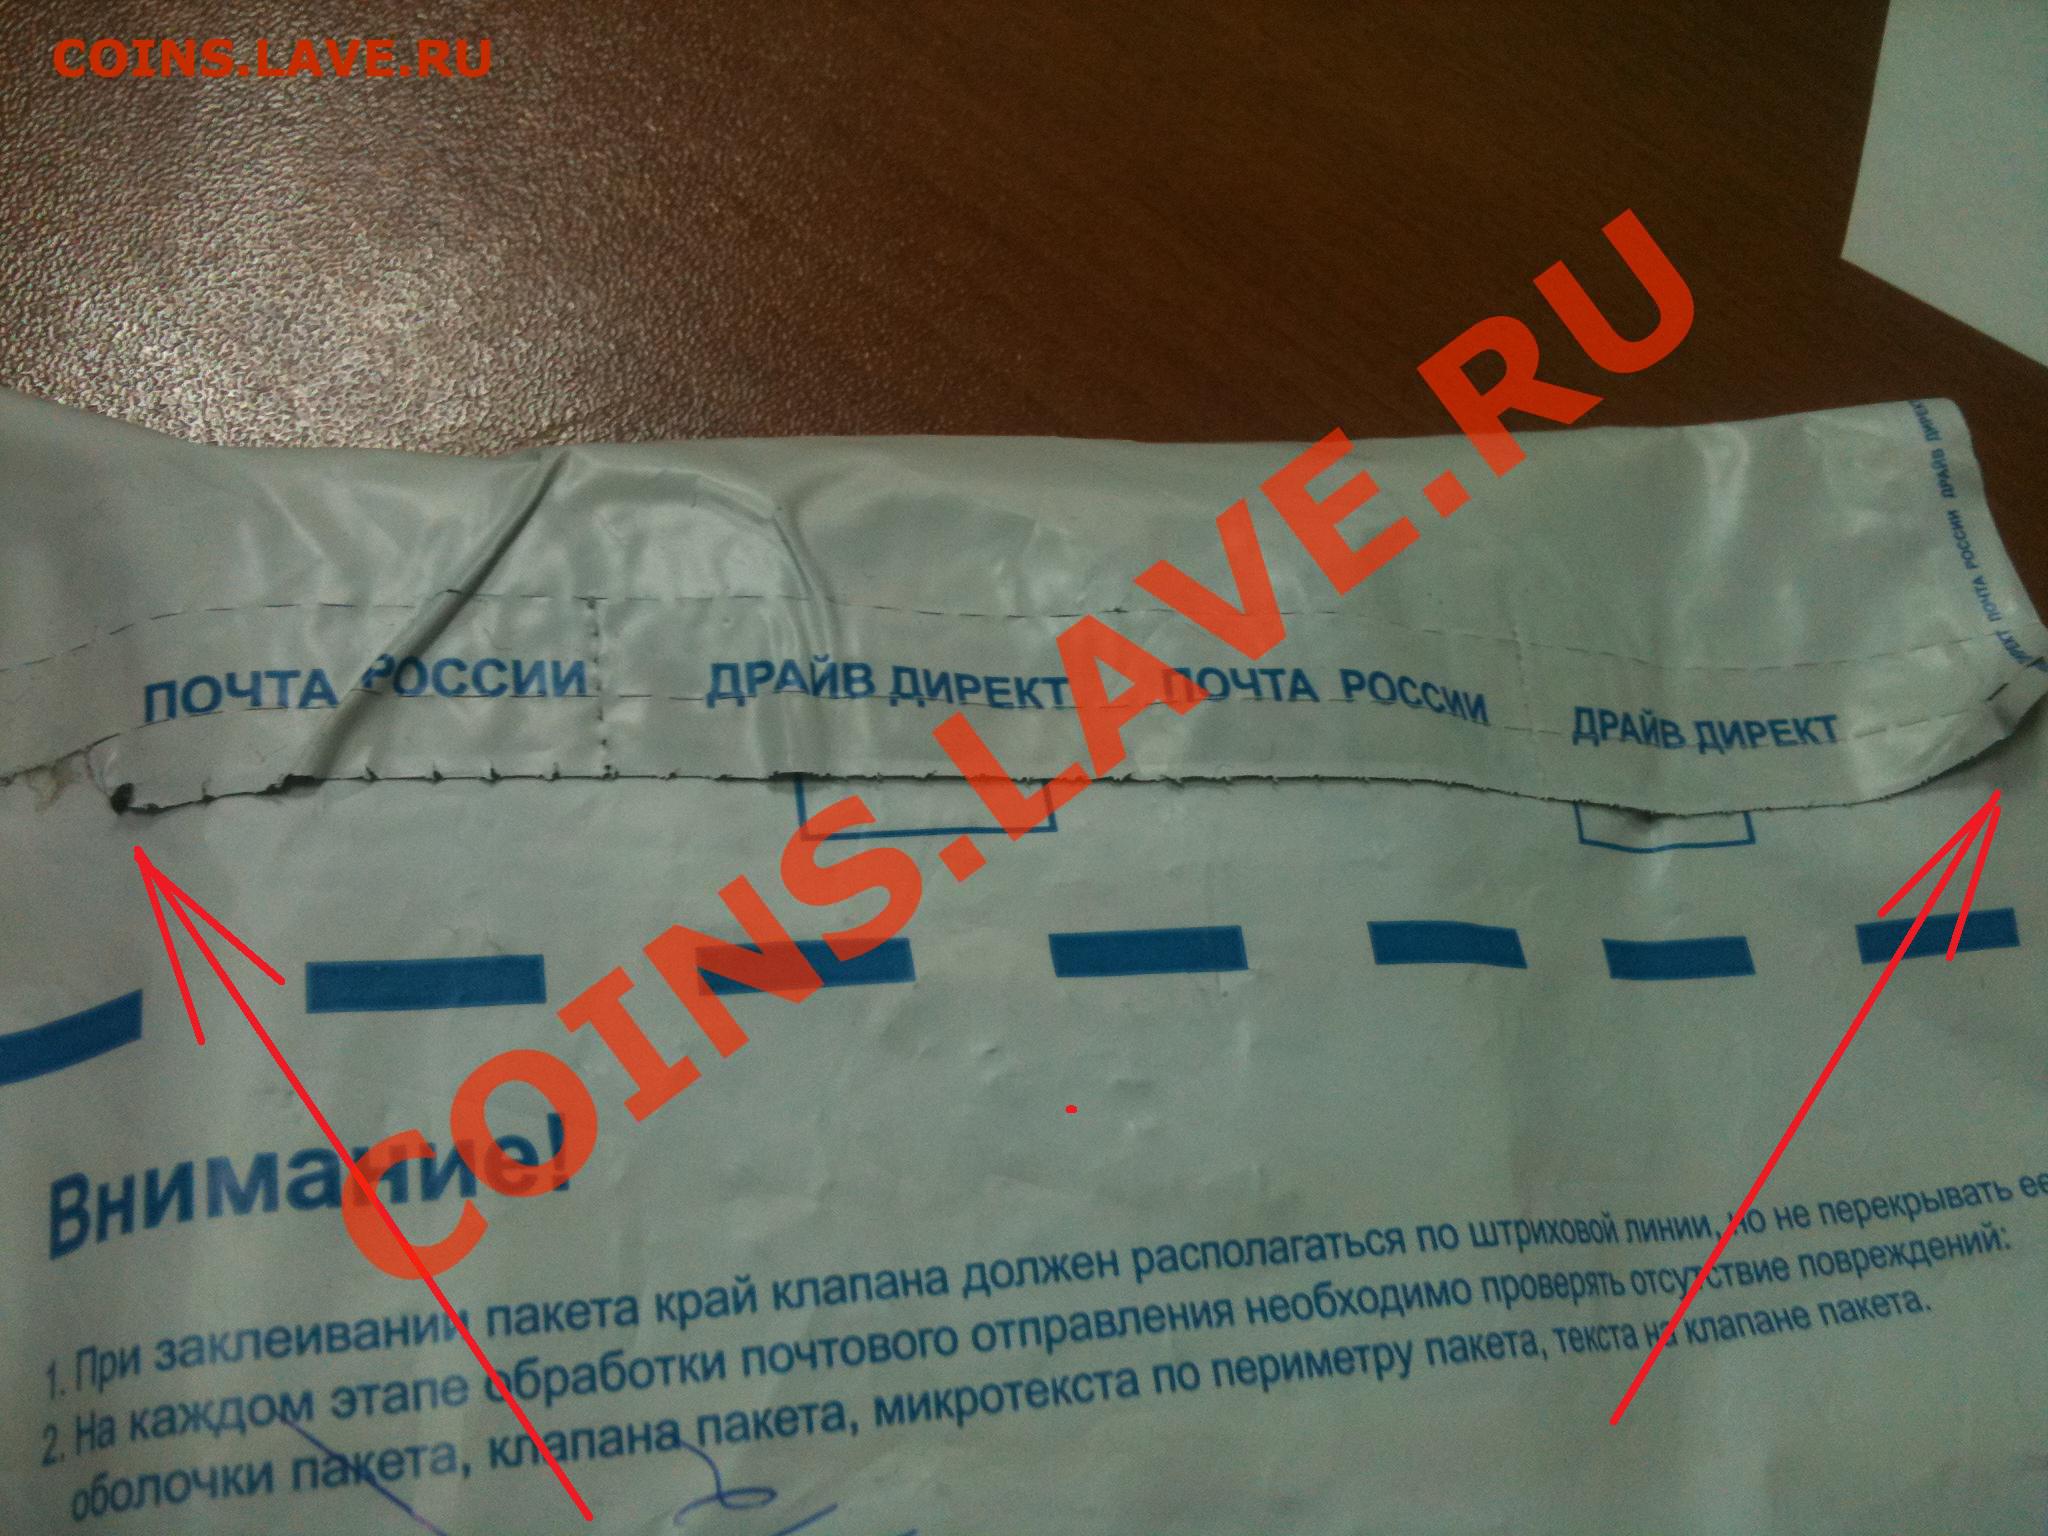 COINS.LAVE.RU
ДРАЙВ ДИРЕКТ
ПОЧТА РОССИИ
ПОЧТА РОССИИ ДРАЙВ ДИРЕКТ ПОЧТА РОССИИ ДРАЙВ ДИРЕКТ
COINS.LAVE.RU
Внимание!
1. При заклеивании пакета край клапана должен располагаться по штриховой линии, но не перекрывать ее
2. На каждом этапе обработки почтового отправления необходимо проверять отсутствие повреждений:
оболочки пакета, клапана пакета, микротекста по периметру пакета, текста на клапане пакета.